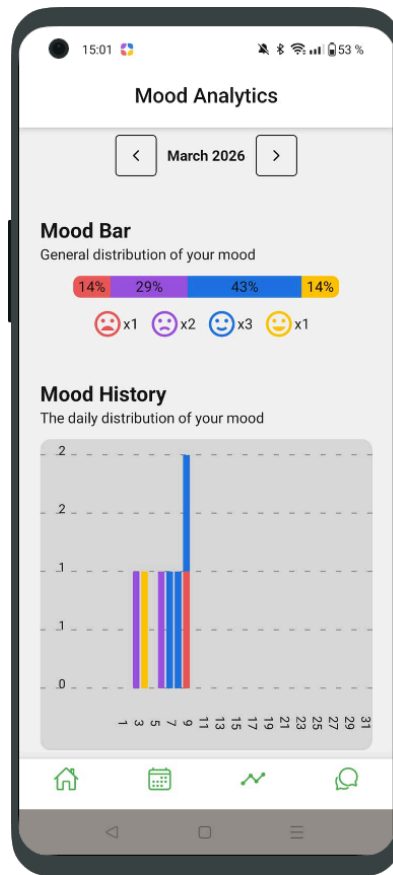 15:01
53 %
Mood Analytics
< March 2026 >
Mood Bar
General distribution of your mood
14% 29% 43% 14%
x1 x2 x3 x1
Mood History
The daily distribution of your mood
2
2
1
1
0
1 3 5 7 9 11 13 15 17 19 21 23 25 27 29 31